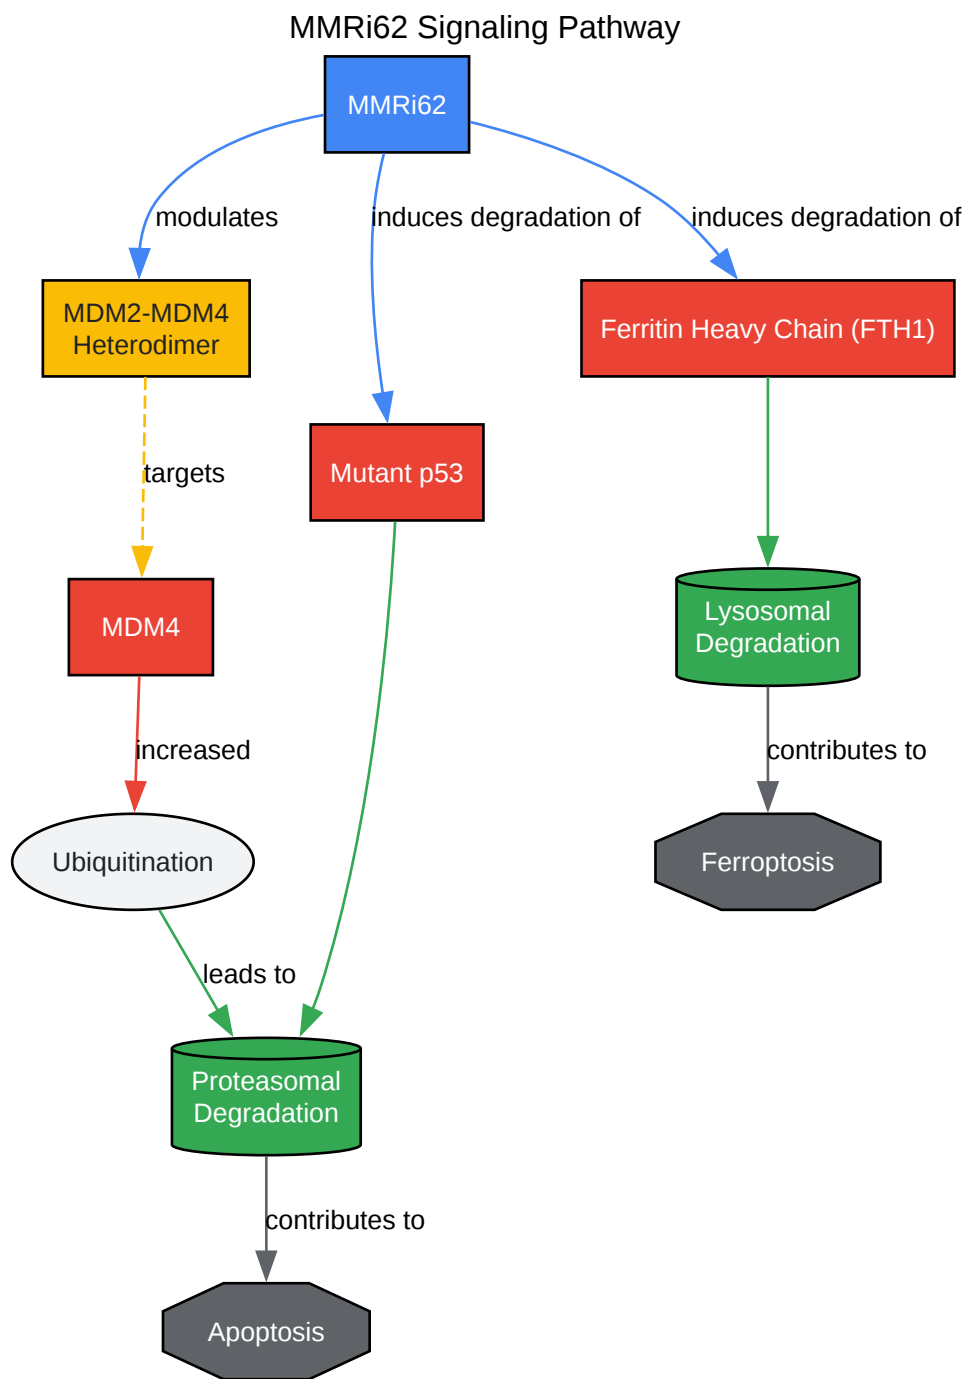 MMRi62 Signaling Pathway
MMRi62
modulates
induces degradation of
induces degradation of
MDM2-MDM4
Heterodimer
Ferritin Heavy Chain (FTH1)
targets
Mutant p53
MDM4
Lysosomal
Degradation
increased
contributes to
Ubiquitination
Ferroptosis
leads to
Proteasomal
Degradation
contributes to
Apoptosis